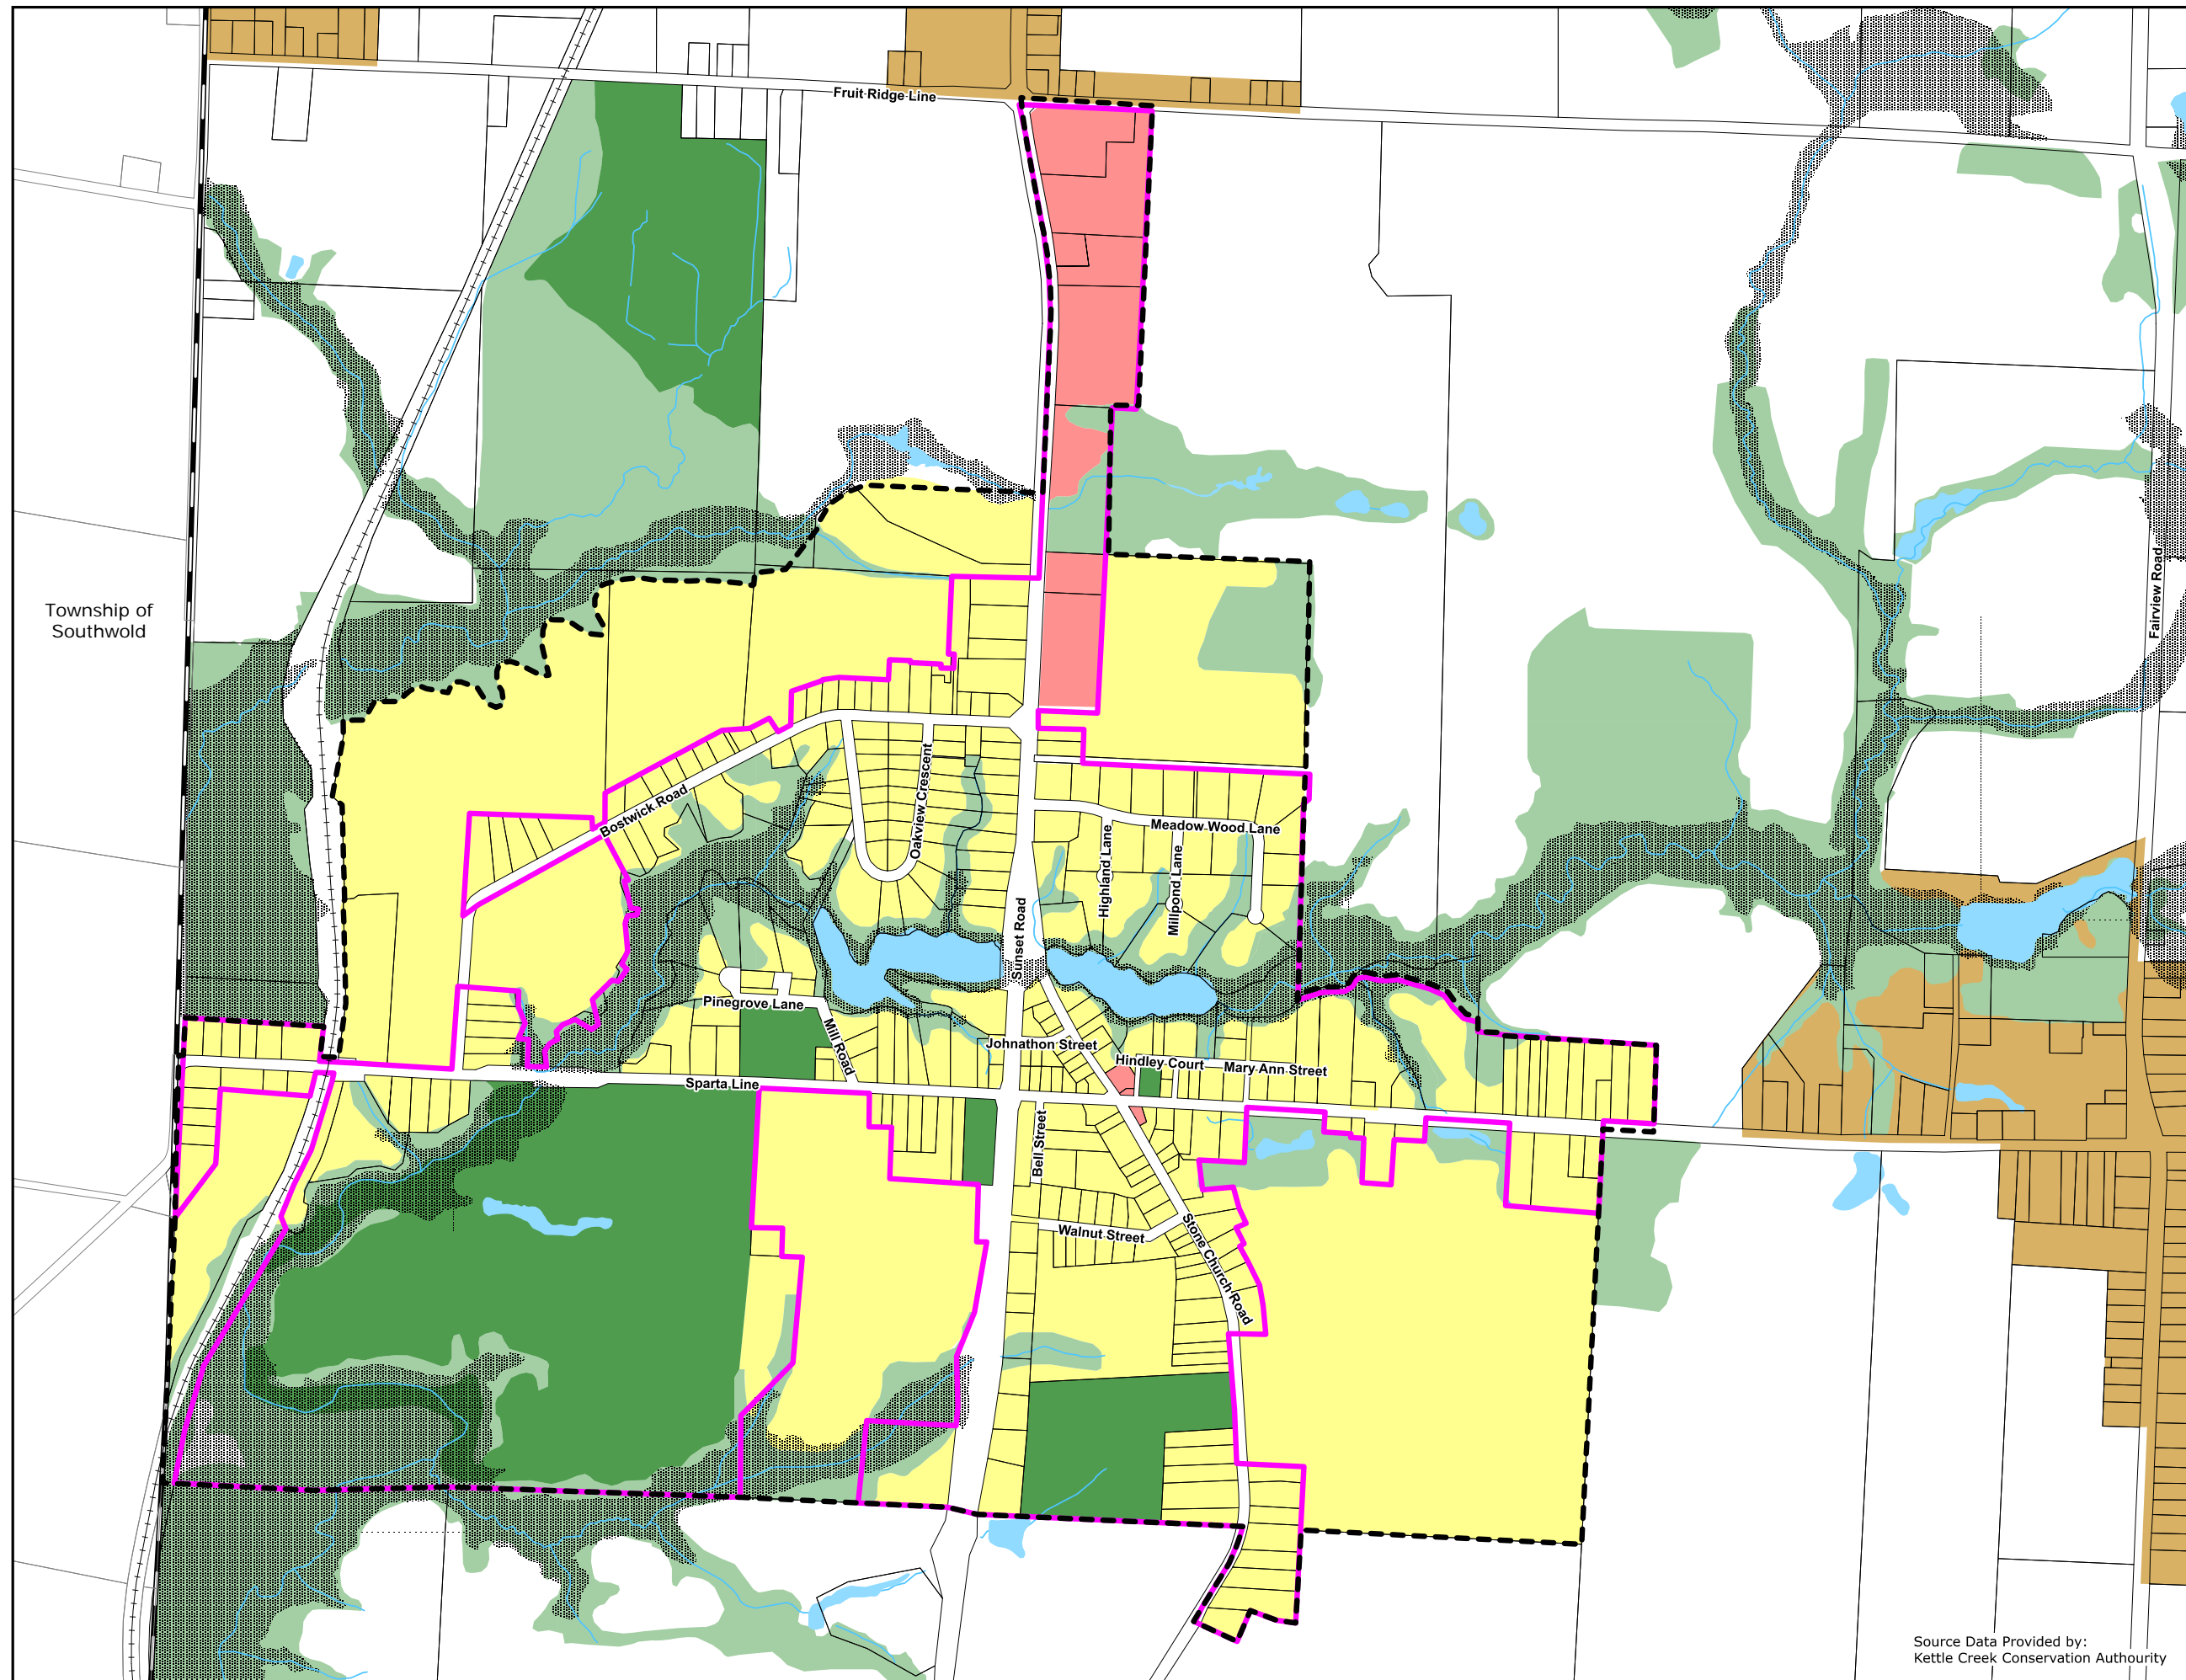 Fruit Ridge Line
Township of
Southwold
Fairview Road
Bostwick Road
Oakview Crescent
Meadow Wood Lane
Highland Lane
Millpond Lane
Sunset Road
Pinegrove Lane
Mill Road
Johnathon Street
Hindley Court
Mary Ann Street
Sparta Line
Bell Street
Walnut Street
Stone Church Road
Source Data Provided by:
Kettle Creek Conservation Authourity